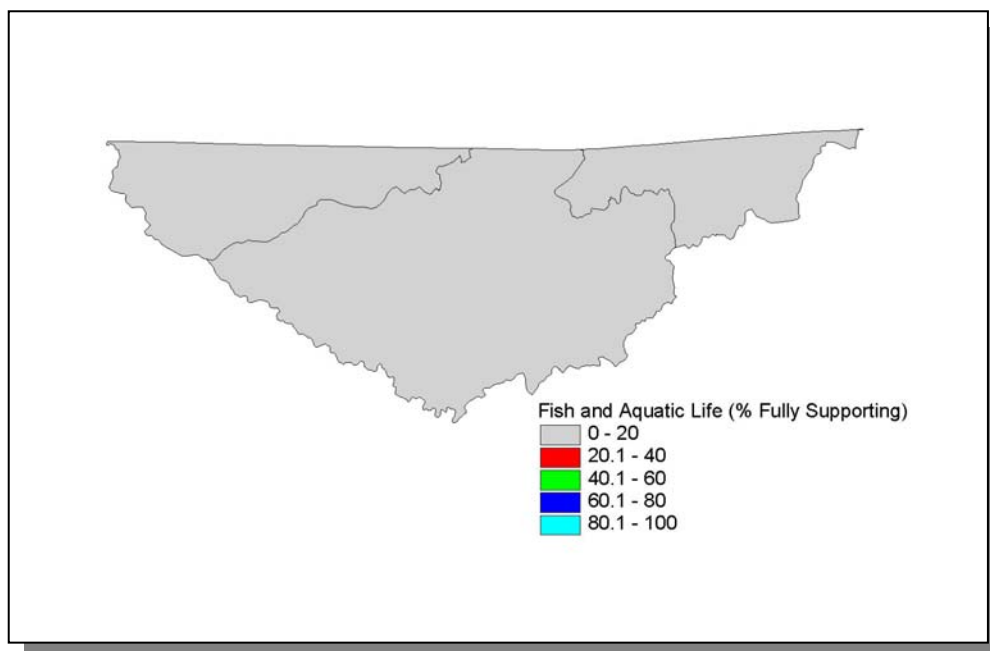 Fish and Aquatic Life (% Fully Supporting)
0 - 20
20.1 - 40
40.1 - 60
60.1 - 80
80.1 - 100